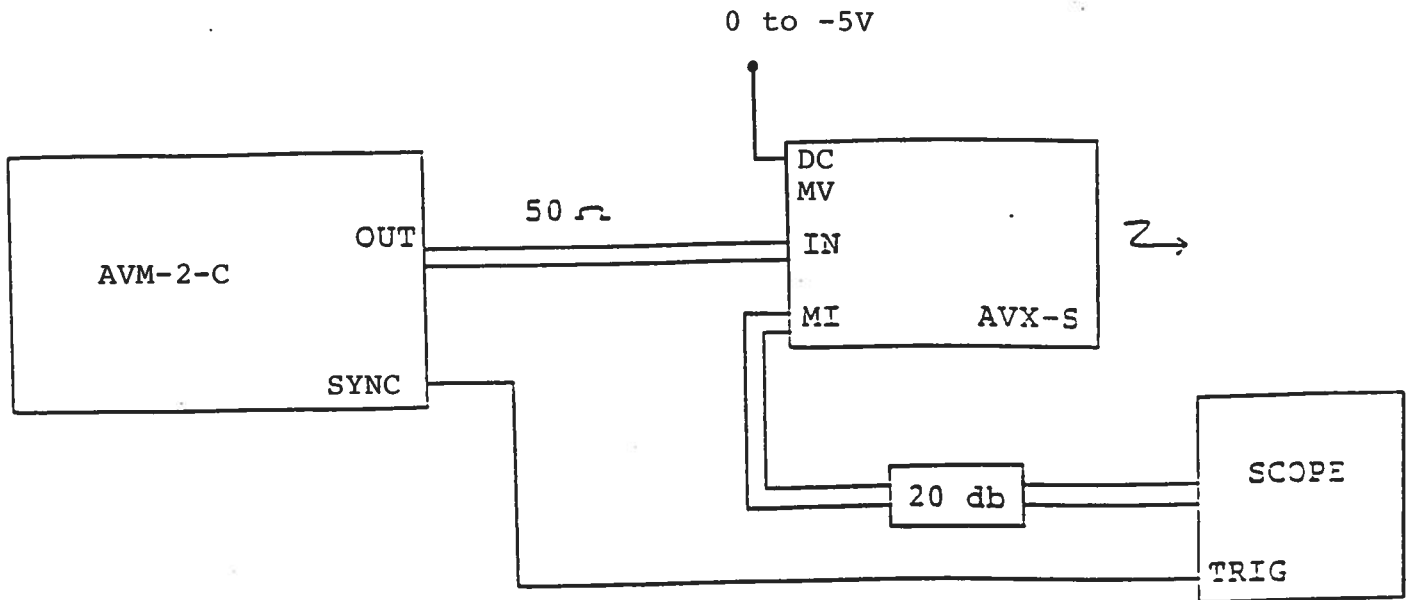 0 to -5V
DC
MV
50 Ω
OUT
IN
AVM-2-C
MI
AVX-S
SYNC
SCOPE
20 db
TRIG